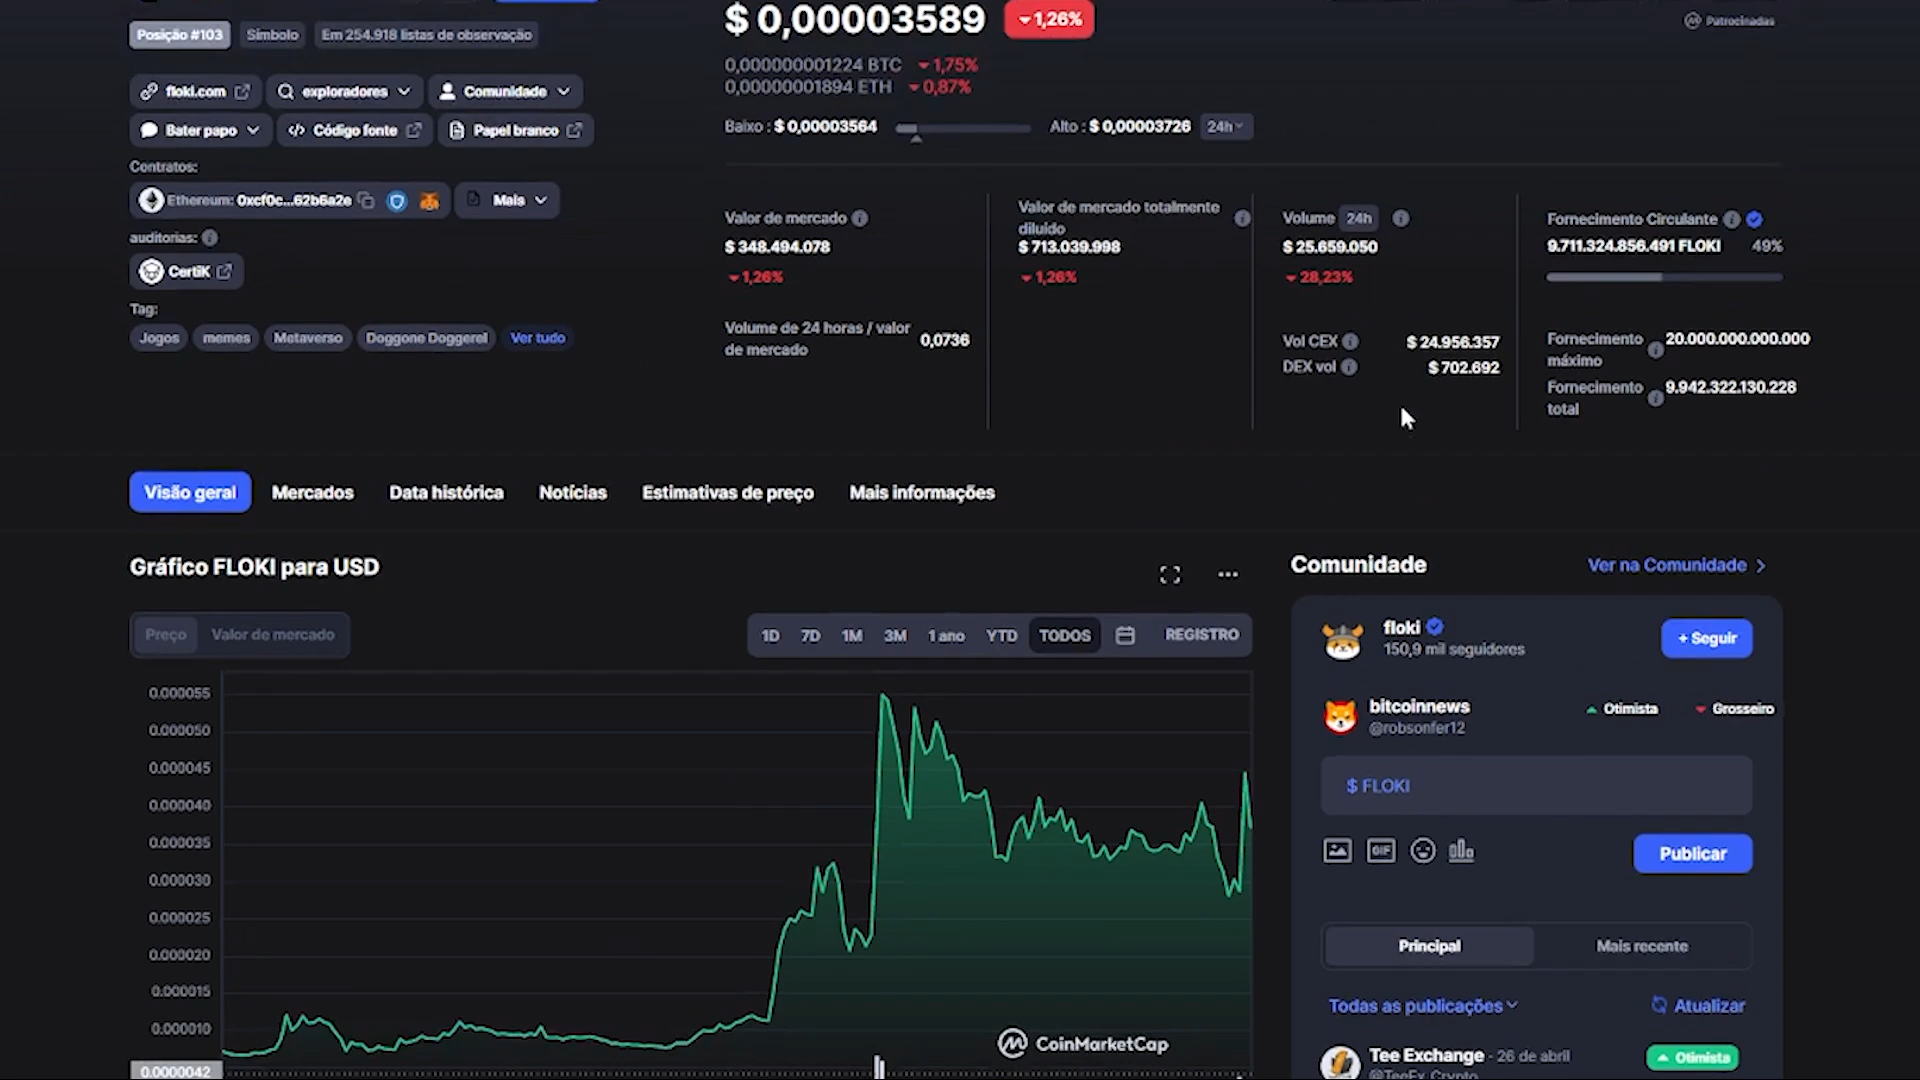 Posição #103
Símbolo
Em 254.918 listas de observação
floki.com
exploradores
Comunidade
Bater papo
Código fonte
Papel branco
Contratos:
Ethereum: 0xcf0c...62b6a2e
Mais
auditorias:
CertiK
Tag:
Jogos
memes
Metaverso
Doggone Doggerel
Ver tudo
$ 0,00003589
1,26%
0,000000001224 BTC 1,75%
0,00000001894 ETH 0,87%
Baixo : $ 0,00003564
Alto : $ 0,00003726
24h
Patrocinadas
Valor de mercado
$ 348.494.078
1,26%
Volume de 24 horas / valor
de mercado
0,0736
Valor de mercado totalmente
diluído
$ 713.039.998
1,26%
Volume 24h
$ 25.659.050
28,23%
Vol CEX $ 24.956.357
DEX vol $ 702.692
Fornecimento Circulante
9.711.324.856.491 FLOKI 49%
Fornecimento
máximo
20.000.000.000.000
Fornecimento
total
9.942.322.130.228
Visão geral
Mercados
Data histórica
Notícias
Estimativas de preço
Mais informações
Gráfico FLOKI para USD
Preço
Valor de mercado
1D
7D
1M
3M
1 ano
YTD
TODOS
REGISTRO
0.000055
0.000050
0.000045
0.000040
0.000035
0.000030
0.000025
0.000020
0.000015
0.000010
0.0000042
CoinMarketCap
Comunidade
Ver na Comunidade
floki
150,9 mil seguidores
+ Seguir
bitcoinnews
@robsonfer12
Otimista
Grosseiro
$ FLOKI
GIF
Publicar
Principal
Mais recente
Todas as publicações
Atualizar
Tee Exchange · 26 de abril
@TeeEx_Crypto
Otimista